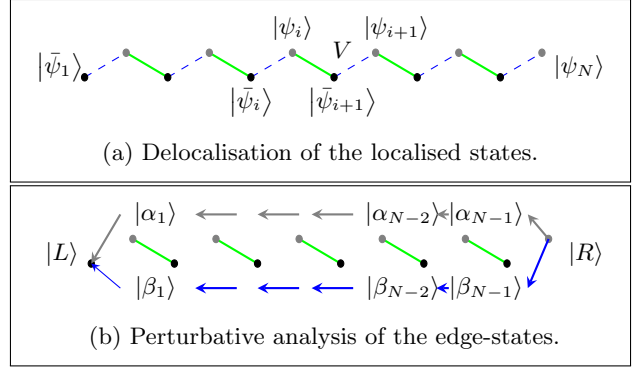 |ψ_i⟩ V |ψ_{i+1}⟩
|ψ̄_1⟩ |ψ_N⟩
|ψ̄_i⟩ |ψ̄_{i+1}⟩
(a) Delocalisation of the localised states.
|α_1⟩ |α_{N−2}⟩ |α_{N−1}⟩
|L⟩ |R⟩
|β_1⟩ |β_{N−2}⟩ |β_{N−1}⟩
(b) Perturbative analysis of the edge-states.